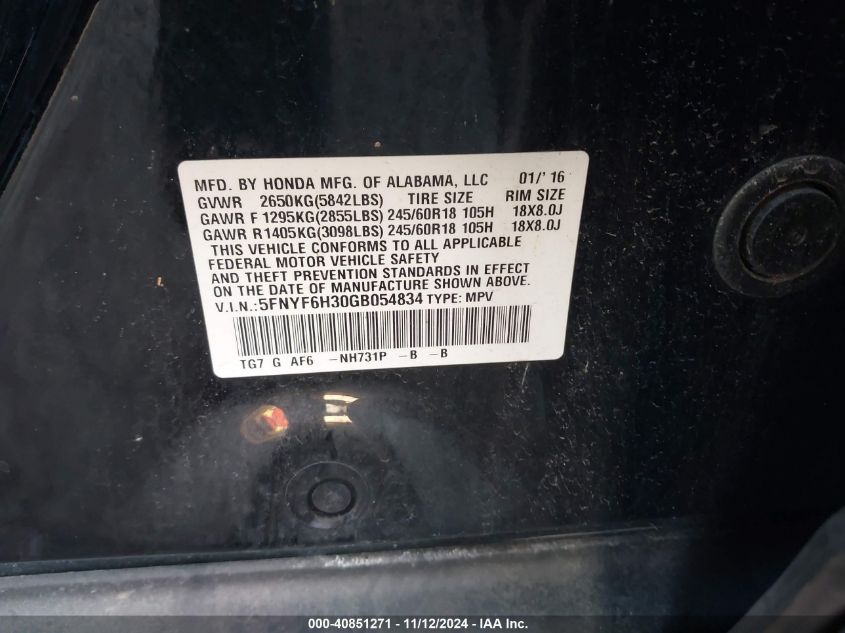 MFD. BY HONDA MFG. OF ALABAMA, LLC 01/'16
GVWR 2650KG(5842LBS) TIRE SIZE RIM SIZE
GAWR F 1295KG(2855LBS) 245/60R18 105H 18X8.0J
GAWR R 1405KG(3098LBS) 245/60R18 105H 18X8.0J
THIS VEHICLE CONFORMS TO ALL APPLICABLE
FEDERAL MOTOR VEHICLE SAFETY
AND THEFT PREVENTION STANDARDS IN EFFECT
ON THE DATE OF MANUFACTURE SHOWN ABOVE.
V.I.N.:5FNYF6H30GB054834 TYPE: MPV
TG7 G AF6 -NH731P -B -B
000-40851271 - 11/12/2024 - IAA Inc.